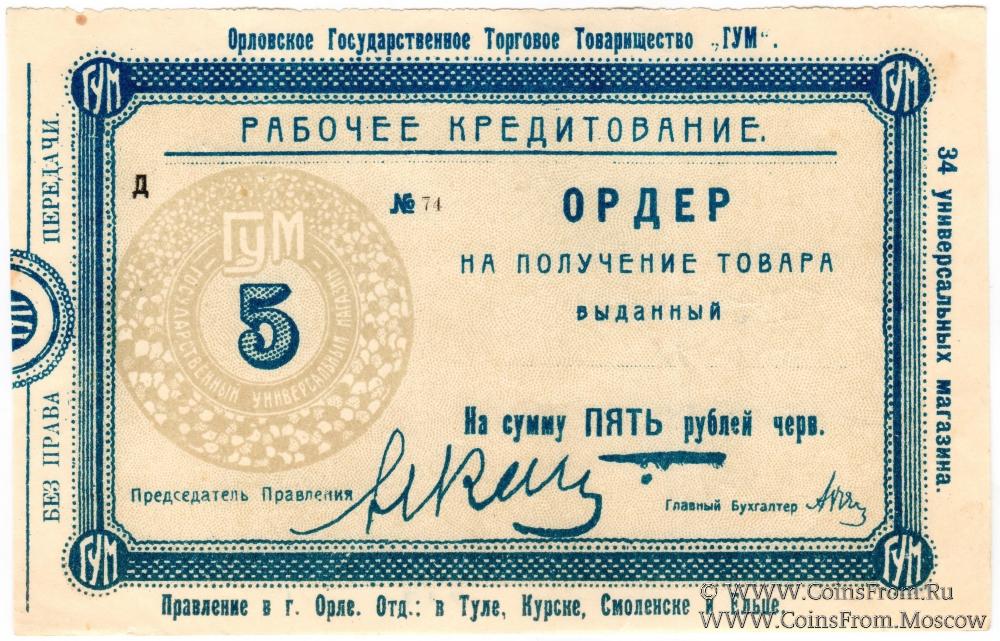 Орловское Государственное Торговое Товарищество „ГУМ“.
ГУМ
ГУМ
РАБОЧЕЕ КРЕДИТОВАНИЕ.
Д
№ 74
ОРДЕР
НА ПОЛУЧЕНИЕ ТОВАРА
выданный
ГУМ
ГОСУДАРСТВЕННЫЙ УНИВЕРСАЛЬНЫЙ МАГАЗИН
5
На сумму ПЯТЬ рублей черв.
Председатель Правления
Главный Бухгалтер
ГУМ
ГУМ
Правление в г. Орле. Отд.: в Туле, Курске, Смоленске и Ельце.
БЕЗ ПРАВА ПЕРЕДАЧИ.
34 универсальных магазина.
© www.CoinsFrom.Ru
www.CoinsFrom.Moscow